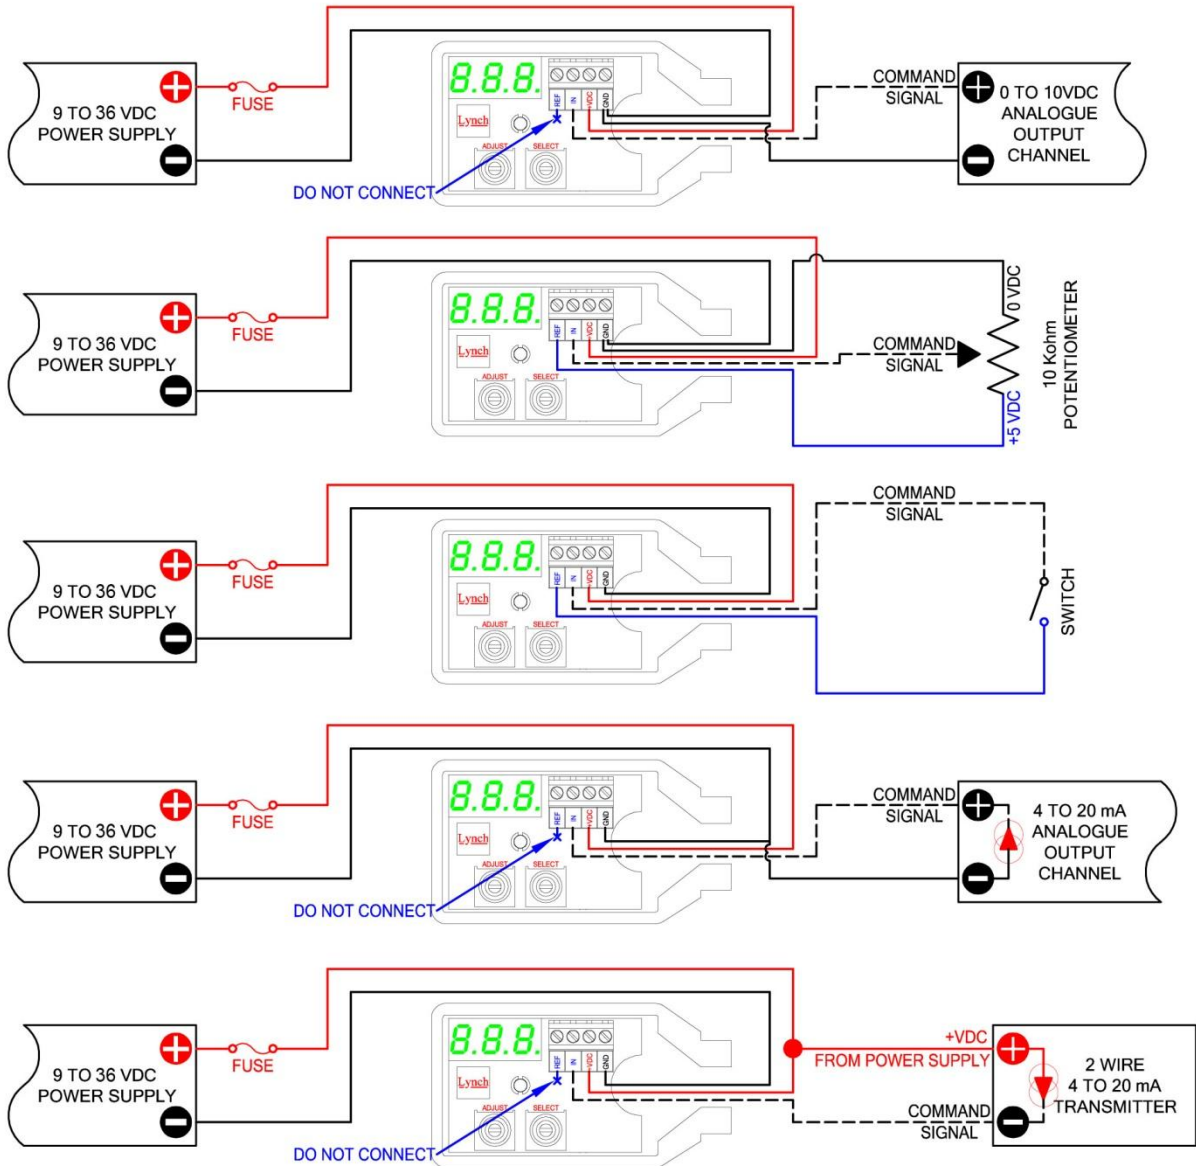 9 TO 36 VDC
POWER SUPPLY
FUSE
8.8.8.
REF
IN
+VDC
GND
Lynch
ADJUST
SELECT
DO NOT CONNECT
COMMAND
SIGNAL
0 TO 10VDC
ANALOGUE
OUTPUT
CHANNEL
9 TO 36 VDC
POWER SUPPLY
FUSE
8.8.8.
REF
IN
+VDC
GND
Lynch
ADJUST
SELECT
COMMAND
SIGNAL
0 VDC
+5 VDC
10 Kohm
POTENTIOMETER
9 TO 36 VDC
POWER SUPPLY
FUSE
8.8.8.
REF
IN
+VDC
GND
Lynch
ADJUST
SELECT
COMMAND
SIGNAL
SWITCH
9 TO 36 VDC
POWER SUPPLY
FUSE
8.8.8.
REF
IN
+VDC
GND
Lynch
ADJUST
SELECT
DO NOT CONNECT
COMMAND
SIGNAL
4 TO 20 mA
ANALOGUE
OUTPUT
CHANNEL
9 TO 36 VDC
POWER SUPPLY
FUSE
8.8.8.
REF
IN
+VDC
GND
Lynch
ADJUST
SELECT
DO NOT CONNECT
+VDC
FROM POWER SUPPLY
COMMAND
SIGNAL
2 WIRE
4 TO 20 mA
TRANSMITTER